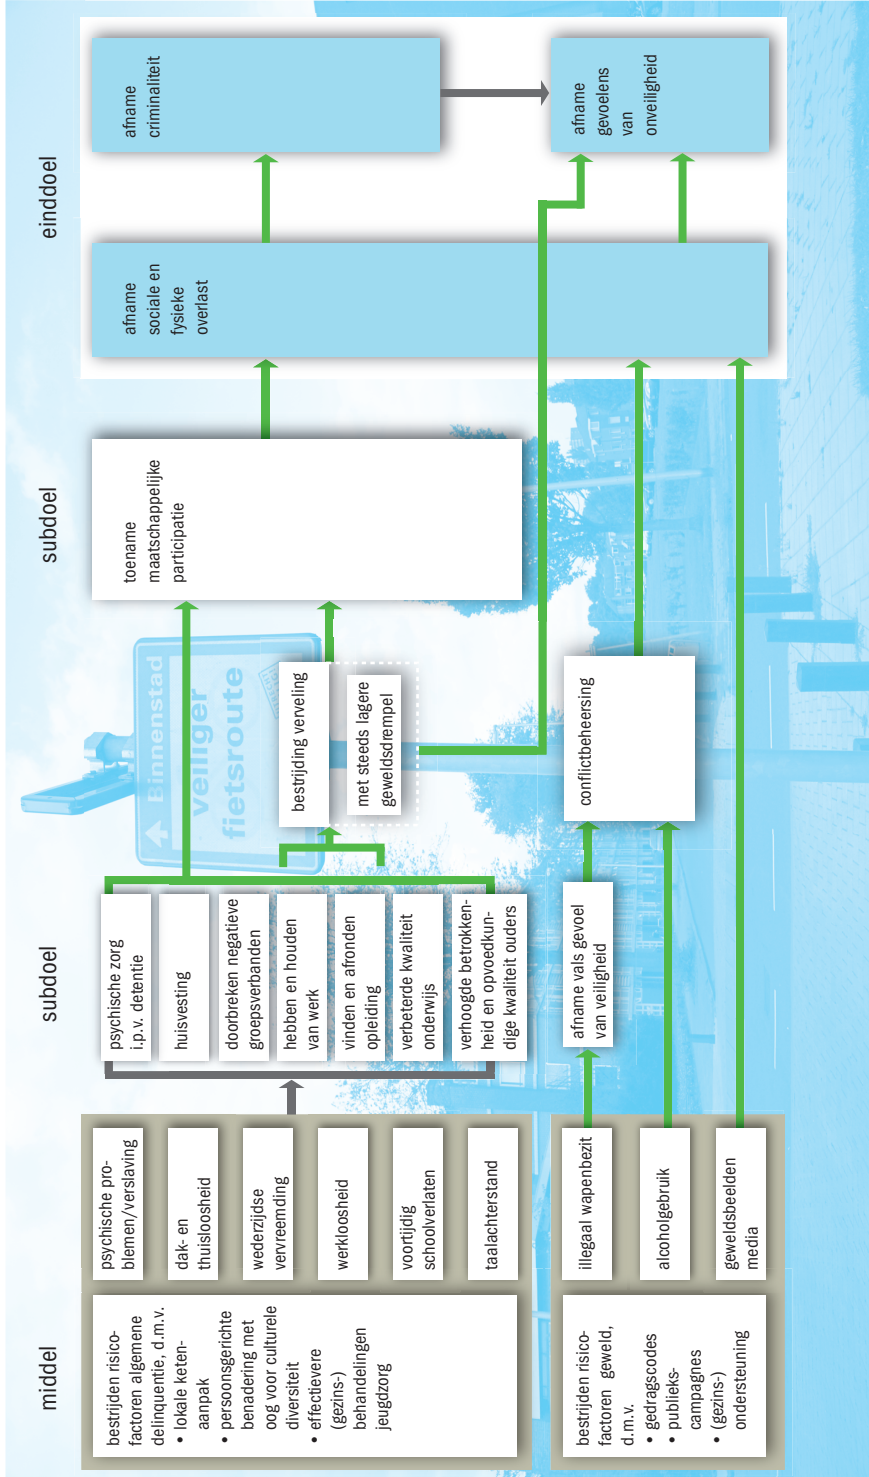 middel
subdoel
subdoel
einddoel
bestrijden risico-
factoren algemene
delinquentie, d.m.v.
• lokale keten-
aanpak
• persoonsgerichte
benadering met
oog voor culturele
diversiteit
• effectievere
(gezins-)
behandelingen
jeugdzorg
psychische pro-
blemen/verslaving
dak- en
thuisloosheid
wederzijdse
vervreemding
werkloosheid
voortijdig
schoolverlaten
taalachterstand
bestrijden risico-
factoren geweld,
d.m.v.
• gedragscodes
• publieks-
campagnes
• (gezins-)
ondersteuning
illegaal wapenbezit
alcoholgebruik
geweldsbeelden
media
psychische zorg
i.p.v. detentie
huisvesting
doorbreken negatieve
groepsverbanden
hebben en houden
van werk
vinden en afronden
opleiding
verbeterde kwaliteit
onderwijs
verhoogde betrokken-
heid en opvoedkun-
dige kwaliteit ouders
afname vals gevoel
van veiligheid
bestrijding verveling
met steeds lagere
geweldsdrempel
conflictbeheersing
toename
maatschappelijke
participatie
afname
sociale en
fysieke
overlast
afname
criminaliteit
afname
gevoelens
van
onveiligheid
Binnenstad
veiliger
fietsroute